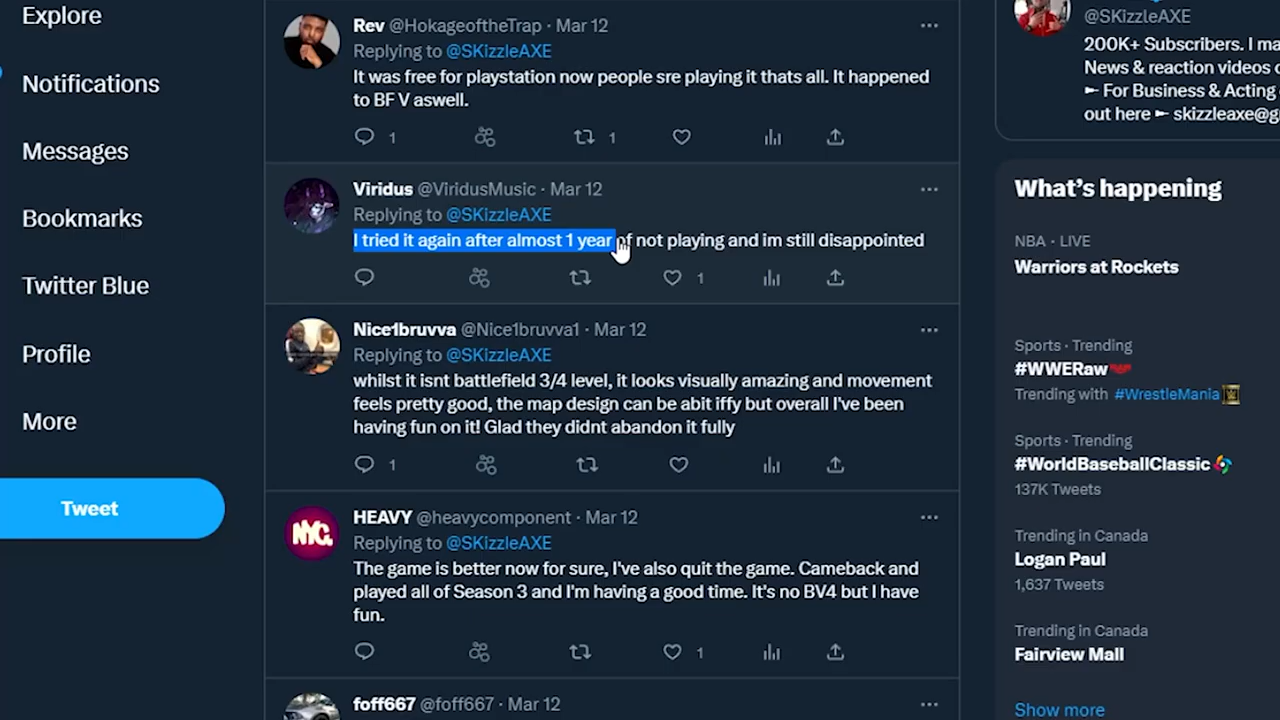 Explore
Notifications
Messages
Bookmarks
Twitter Blue
Profile
More
Tweet
Rev @HokageoftheTrap · Mar 12
Replying to @SKizzleAXE
It was free for playstation now people sre playing it thats all. It happened
to BF V aswell.
1
1
Viridus @ViridusMusic · Mar 12
Replying to @SKizzleAXE
I tried it again after almost 1 year of not playing and im still disappointed
1
Nice1bruvva @Nice1bruvva1 · Mar 12
Replying to @SKizzleAXE
whilst it isnt battlefield 3/4 level, it looks visually amazing and movement
feels pretty good, the map design can be abit iffy but overall I've been
having fun on it! Glad they didnt abandon it fully
1
HEAVY @heavycomponent · Mar 12
Replying to @SKizzleAXE
The game is better now for sure, I've also quit the game. Cameback and
played all of Season 3 and I'm having a good time. It's no BV4 but I have
fun.
1
foff667 @foff667 · Mar 12
@SKizzleAXE
200K+ Subscribers. I ma
News & reaction videos
► For Business & Acting
out here ► skizzleaxe@g
What's happening
NBA · LIVE
Warriors at Rockets
Sports · Trending
#WWERaw
Trending with #WrestleMania
Sports · Trending
#WorldBaseballClassic
137K Tweets
Trending in Canada
Logan Paul
1,637 Tweets
Trending in Canada
Fairview Mall
Show more